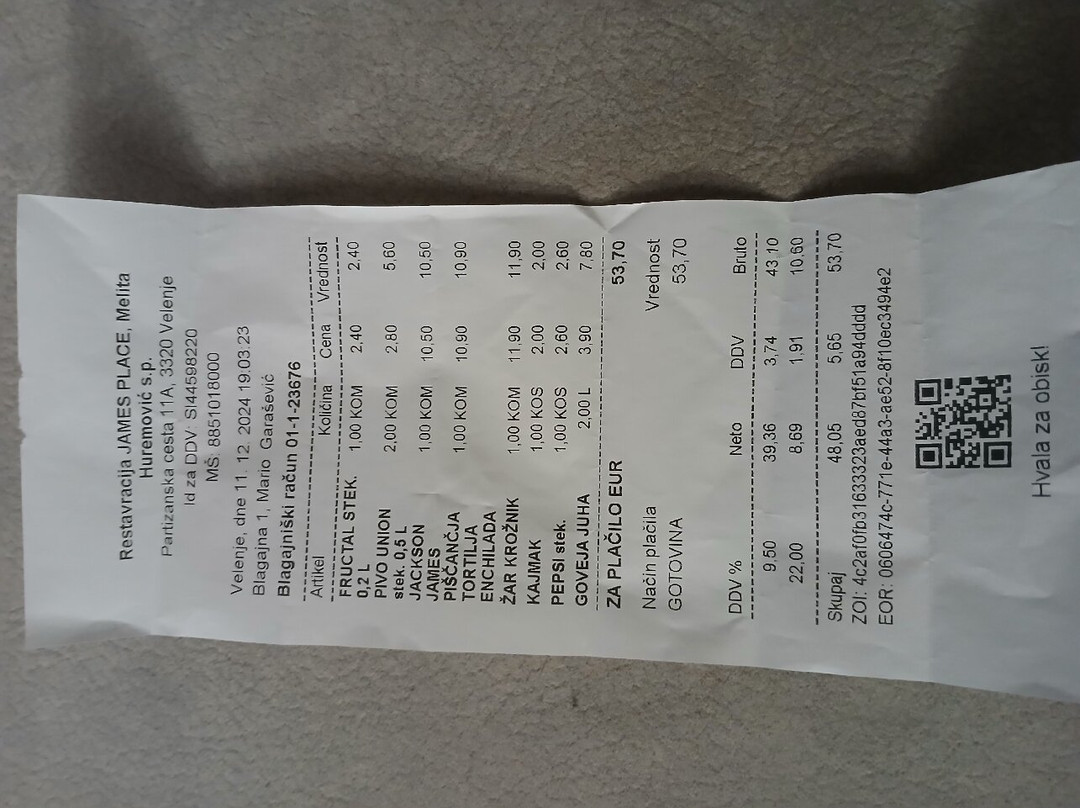 Restavracija JAMES PLACE, Melita
Huremović s.p.
Partizanska cesta 11A, 3320 Velenje
Id za DDV: SI44598220
MŠ: 8851018000
Velenje, dne 11. 12. 2024 19:03:23
Blagajna 1, Mario Garašević
Blagajniški račun 01-1-23676
Artikel Količina Cena Vrednost
FRUCTAL STEK. 1,00 KOM 2,40 2,40
0,2 L
PIVO UNION 2,00 KOM 2,80 5,60
stek. 0,5 L
JACKSON 1,00 KOM 10,50 10,50
JAMES
PIŠČANČJA 1,00 KOM 10,90 10,90
TORTILJA
ENCHILADA
ŽAR KROŽNIK 1,00 KOM 11,90 11,90
KAJMAK 1,00 KOS 2,00 2,00
PEPSI stek. 1,00 KOS 2,60 2,60
GOVEJA JUHA 2,00 L 3,90 7,80
ZA PLAČILO EUR 53,70
Način plačila Vrednost
GOTOVINA 53,70
DDV % Neto DDV Bruto
9,50 39,36 3,74 43,10
22,00 8,69 1,91 10,60
Skupaj 48,05 5,65 53,70
ZOI: 4c2af0fb31633323aed87bf51a94dddd
EOR: 0606474c-771e-44a3-ae52-8f10ec3494e2
Hvala za obisk!